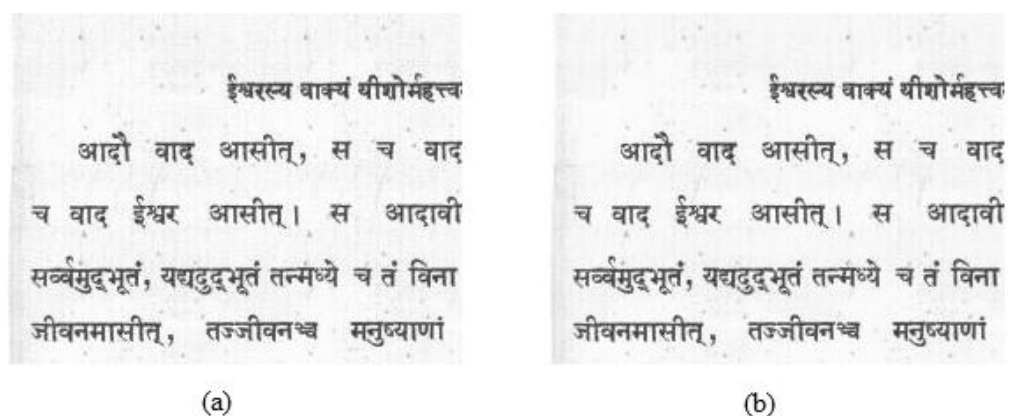 ईश्वरस्य वाक्यं यीशोर्महत्त्व
आदौ वाद आसीत्, स च वाद
च वाद ईश्वर आसीत्। स आदावी
सर्व्वमुद्भूतं, यद्यदुद्भूतं तन्मध्ये च तं विना
जीवनमासीत्, तज्जीवनञ्च मनुष्याणां
(a)
ईश्वरस्य वाक्यं यीशोर्महत्त्व
आदौ वाद आसीत्, स च वाद
च वाद ईश्वर आसीत्। स आदावी
सर्व्वमुद्भूतं, यद्यदुद्भूतं तन्मध्ये च तं विना
जीवनमासीत्, तज्जीवनञ्च मनुष्याणां
(b)